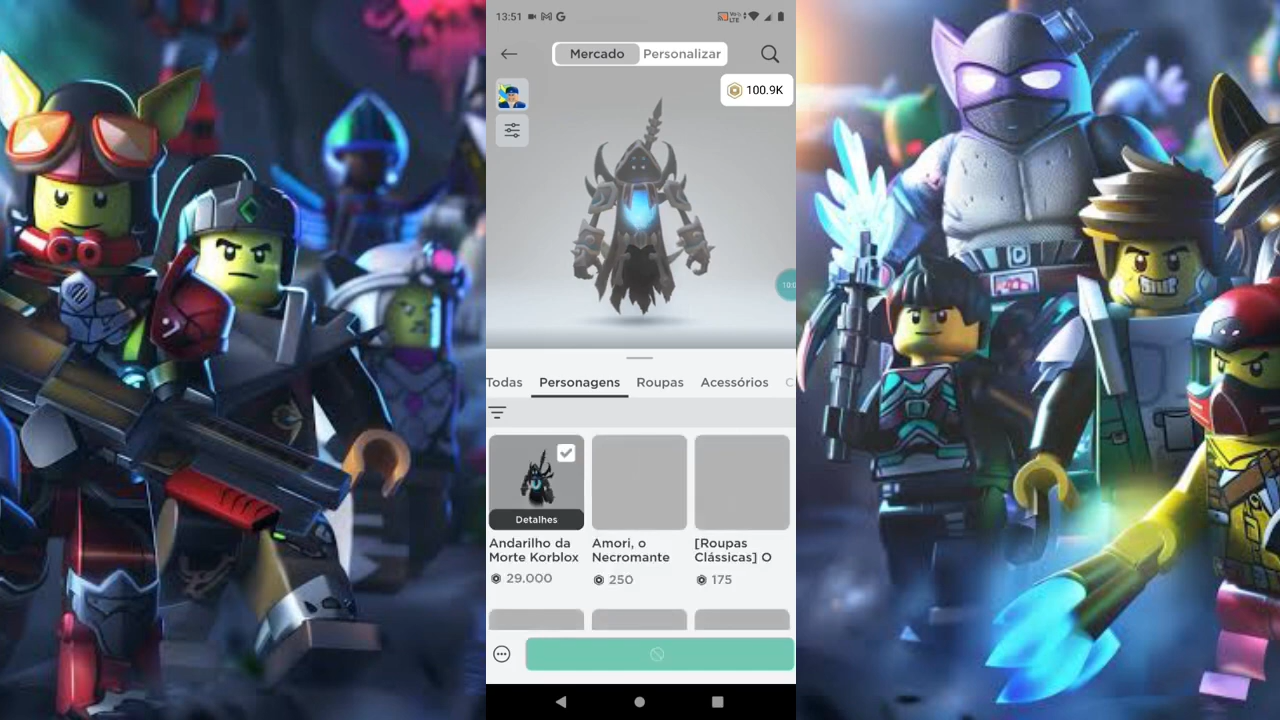 13:51
Mercado
Personalizar
100.9K
Todas
Personagens
Roupas
Acessórios
Detalhes
Andarilho da
Morte Korblox
29.000
Amori, o
Necromante
250
[Roupas
Clássicas] O
175